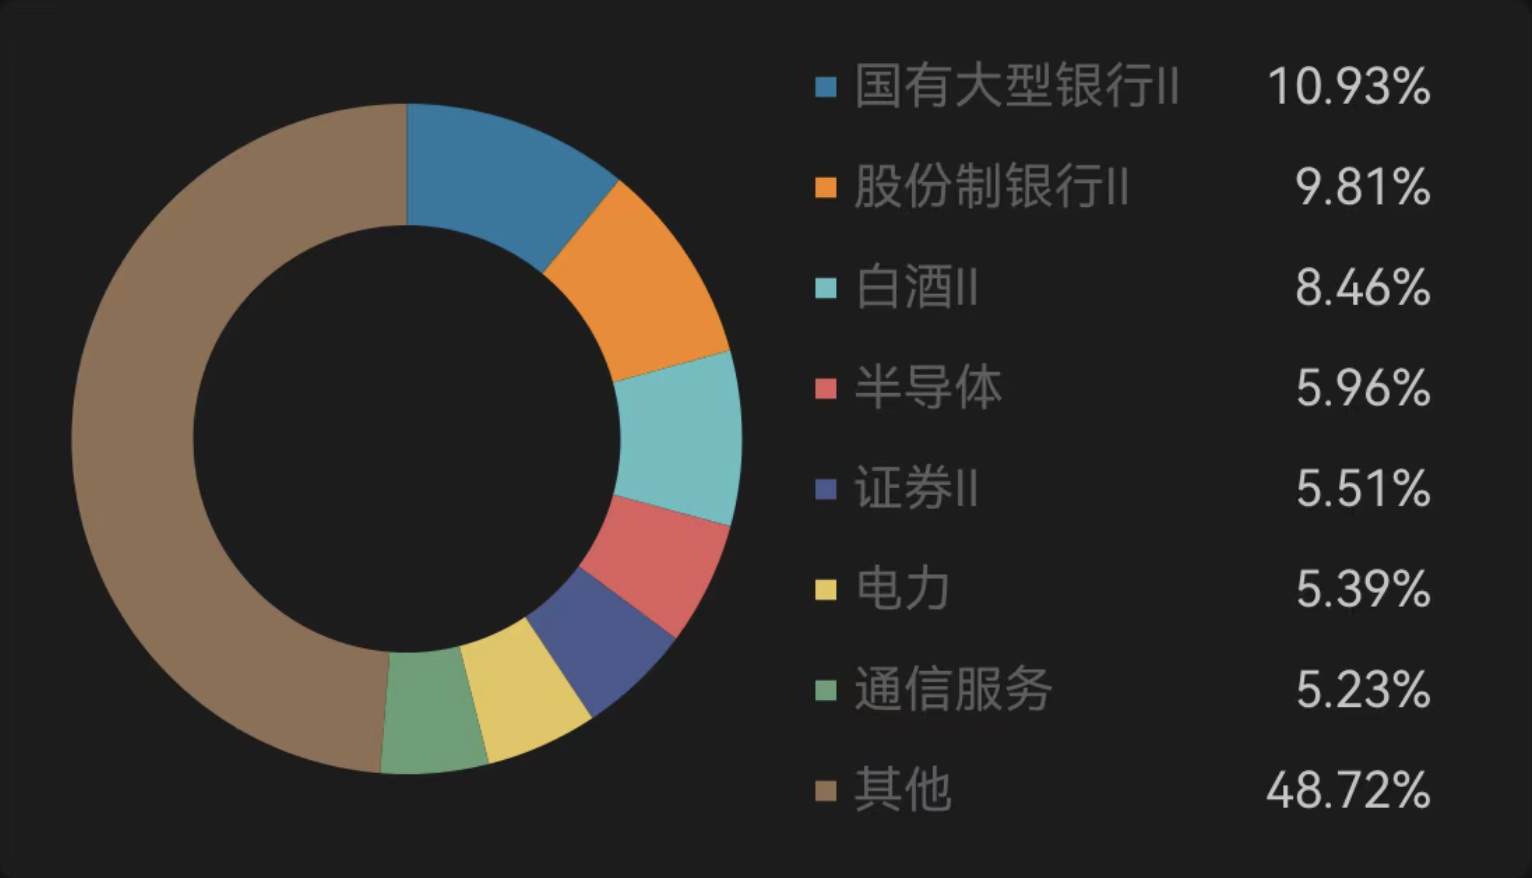 国有大型银行II 10.93%
股份制银行II 9.81%
白酒II 8.46%
半导体 5.96%
证券II 5.51%
电力 5.39%
通信服务 5.23%
其他 48.72%